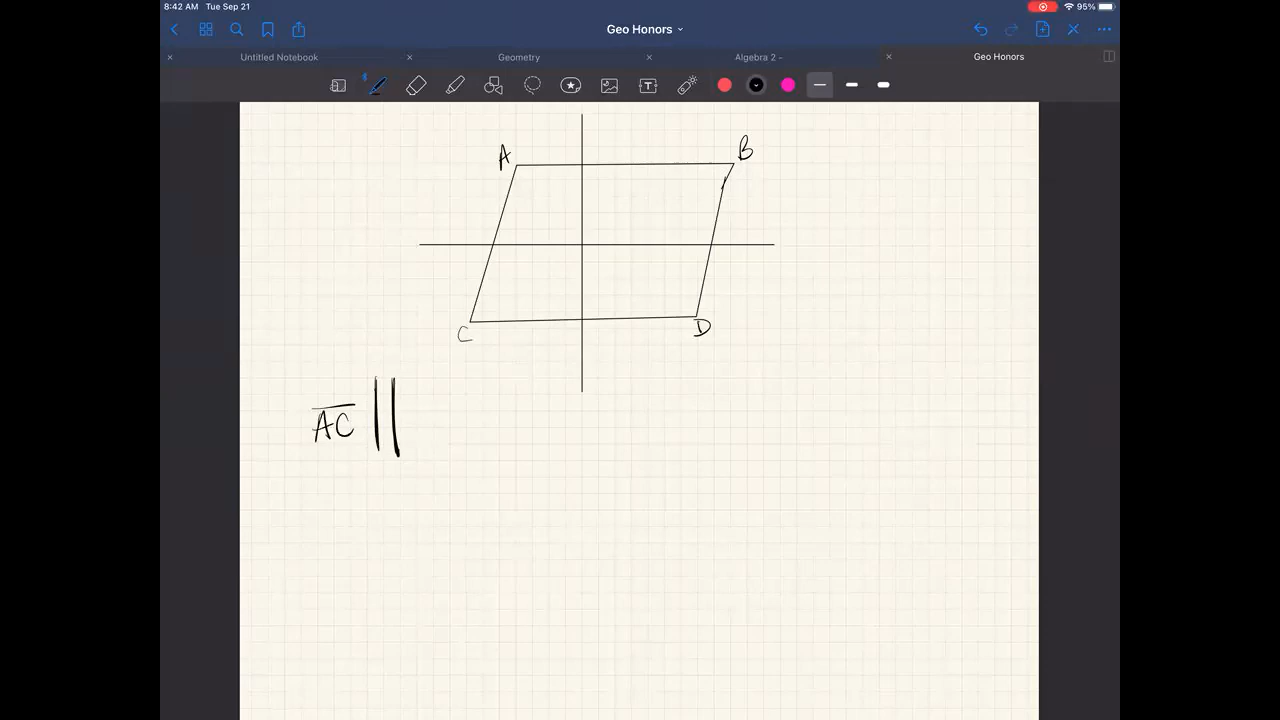 8:42 AM Tue Sep 21
95%
Geo Honors
Untitled Notebook
Geometry
Algebra 2 -
Geo Honors
T
A
B
C
D
AC ||